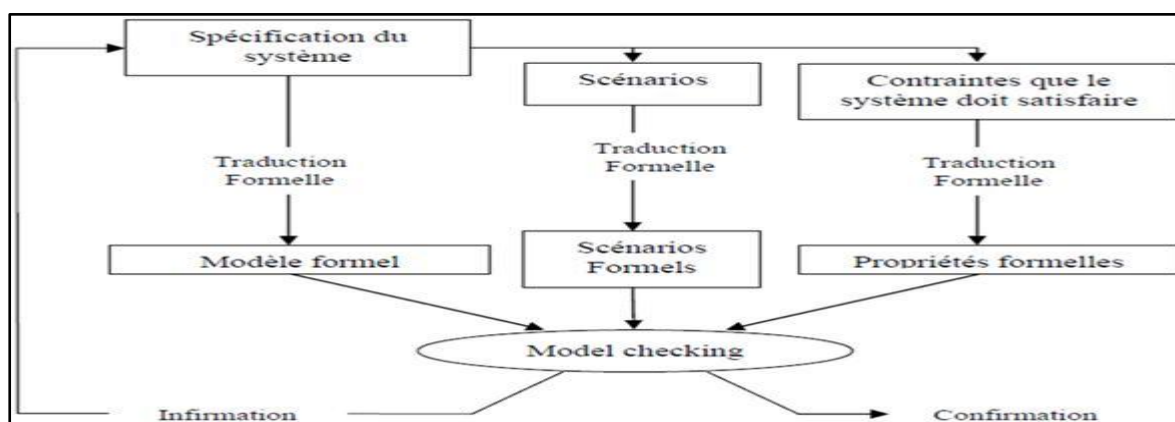 Spécification du
système
Scénarios
Contraintes que le
système doit satisfaire
Traduction
Formelle
Traduction
Formelle
Traduction
Formelle
Modèle formel
Scénarios
Formels
Propriétés formelles
Model checking
Infirmation
Confirmation